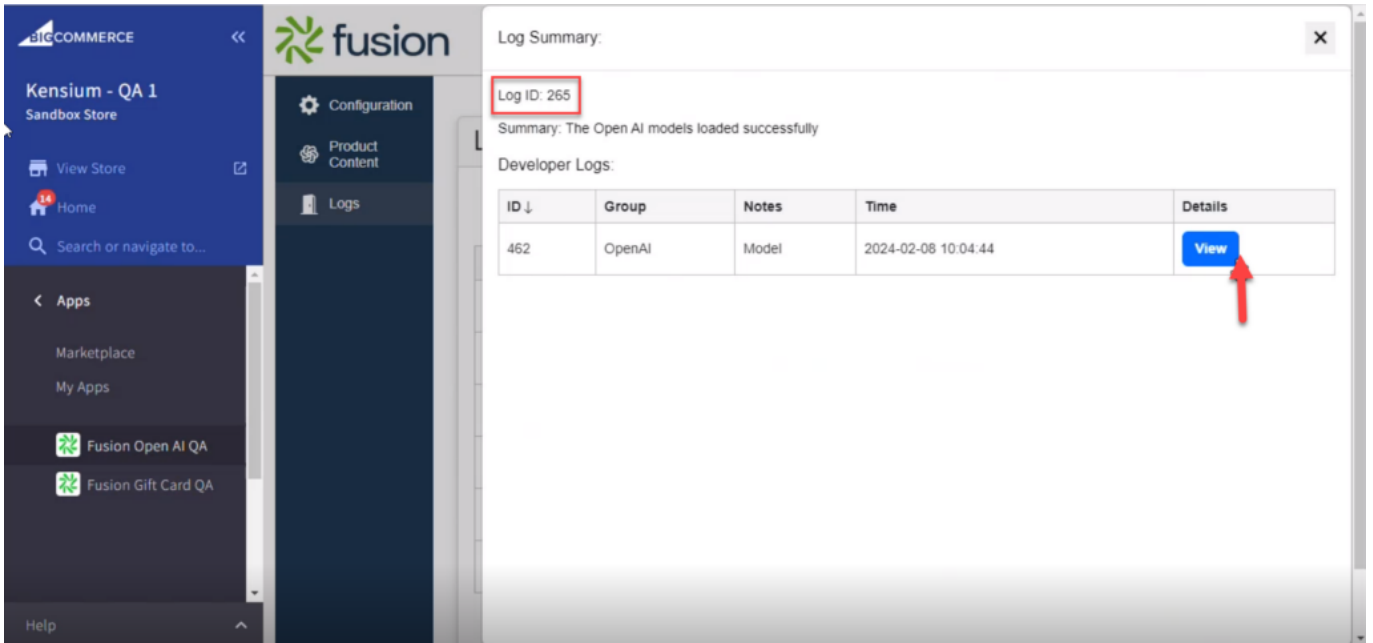 BIGCOMMERCE
Kensium - QA 1
Sandbox Store
View Store
14
Home
Search or navigate to...
Apps
Marketplace
My Apps
Fusion Open AI QA
Fusion Gift Card QA
Help
fusion
Configuration
Product
Content
Logs
L
Log Summary:
Log ID: 265
Summary: The Open AI models loaded successfully
Developer Logs:
ID↓ Group Notes Time Details
462 OpenAI Model 2024-02-08 10:04:44 View